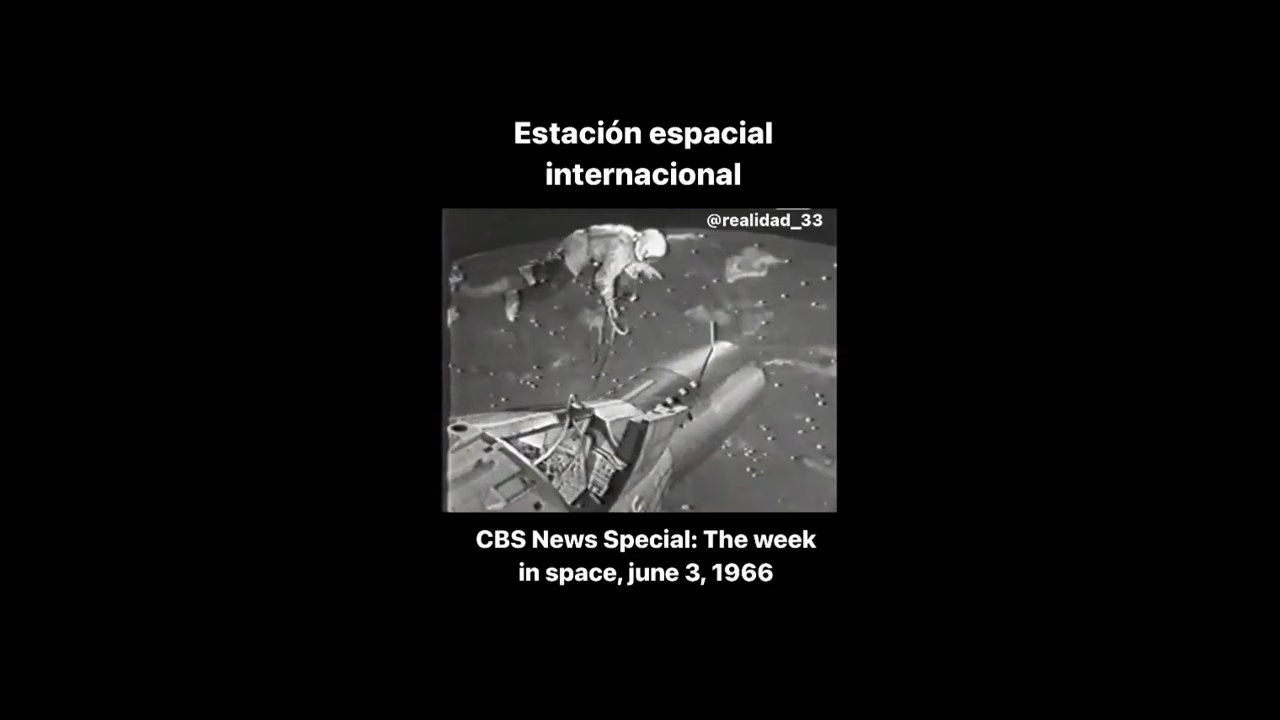 Estación espacial
internacional
@realidad_33
CBS News Special: The week
in space, june 3, 1966